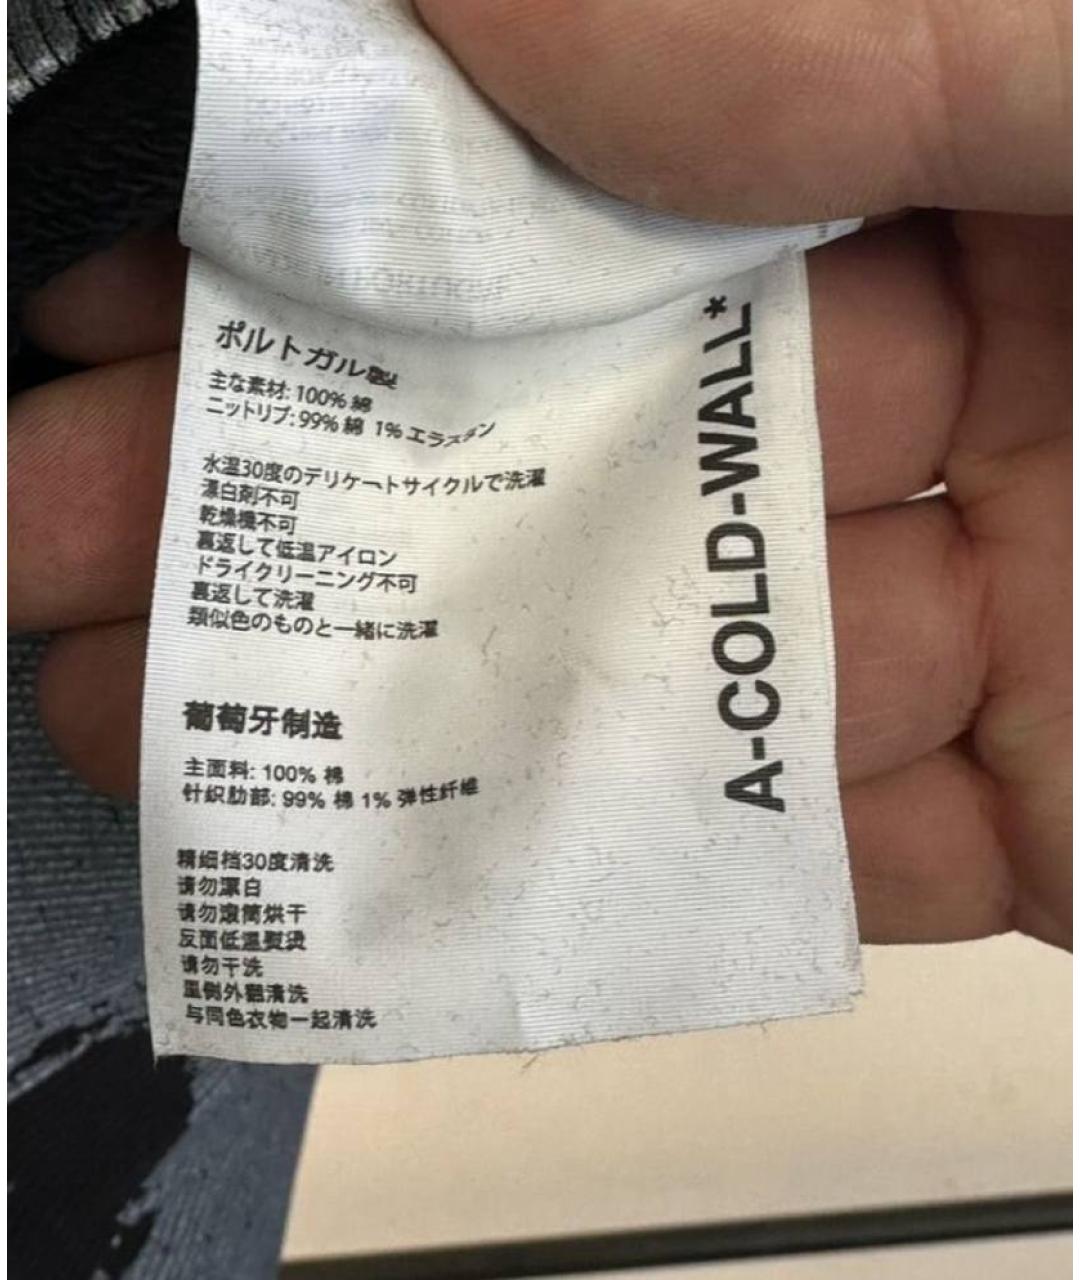 ポルトガル製
主な素材: 100% 綿
ニットリブ: 99% 綿 1% エラスタン
水温30度のデリケートサイクルで洗濯
漂白剤不可
乾燥機不可
裏返して低温アイロン
ドライクリーニング不可
裏返して洗濯
類似色のものと一緒に洗濯
葡萄牙制造
主面料: 100% 棉
针织肋部: 99% 棉 1% 弹性纤维
精细档30度清洗
请勿漂白
请勿滚筒烘干
反面低温熨烫
请勿干洗
里侧外翻清洗
与同色衣物一起清洗
A-COLD-WALL*